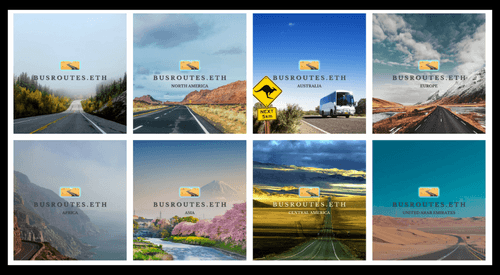 BUSROUTES.ETH
BUSROUTES.ETH
NORTH AMERICA
BUSROUTES.ETH
AUSTRALIA
NEXT
5km
BUSROUTES.ETH
EUROPE
BUSROUTES.ETH
AFRICA
BUSROUTES.ETH
ASIA
BUSROUTES.ETH
CENTRAL AMERICA
BUSROUTES.ETH
UNITED ARAB EMIRATES